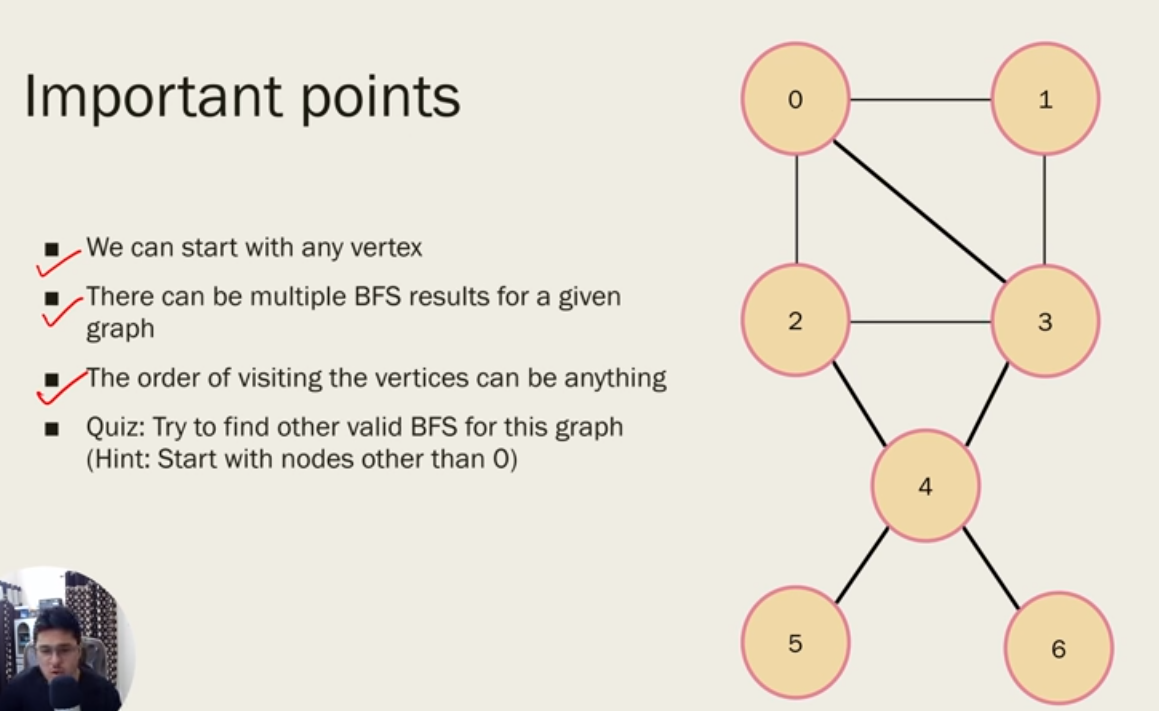 Important points
We can start with any vertex
There can be multiple BFS results for a given
graph
The order of visiting the vertices can be anything
Quiz: Try to find other valid BFS for this graph
(Hint: Start with nodes other than 0)
0
1
2
3
4
5
6